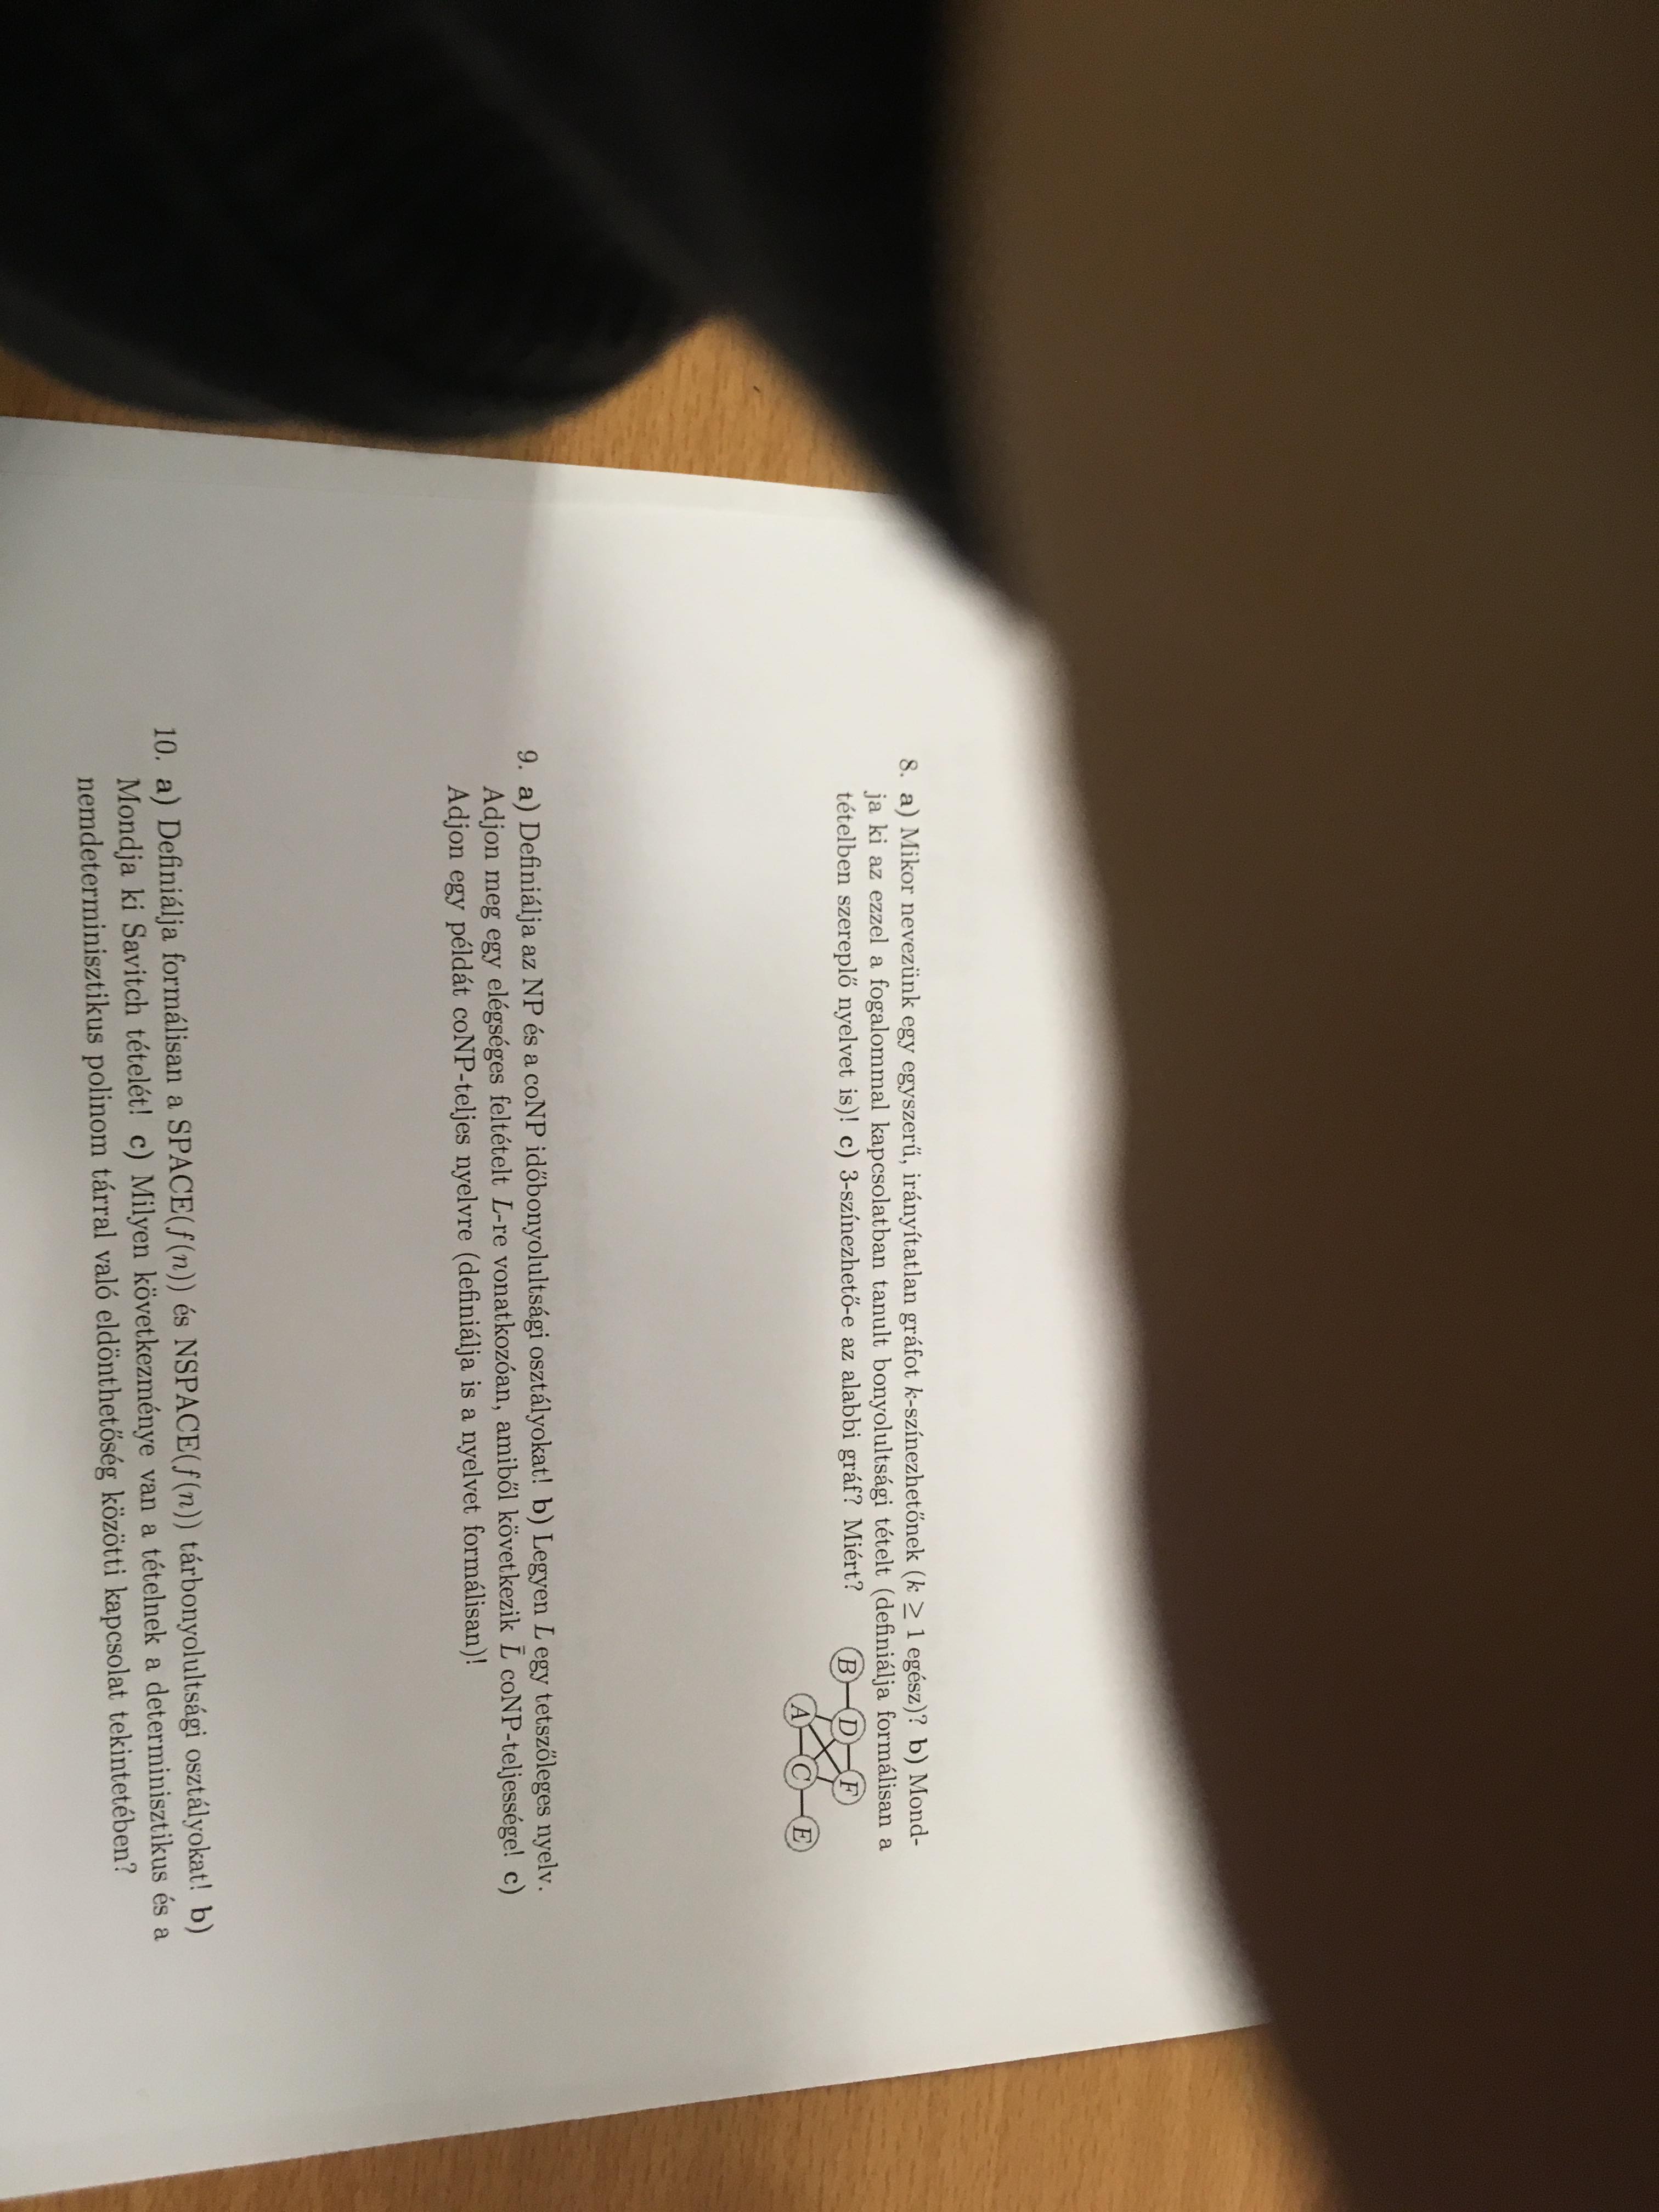 8. a) Mikor nevezünk egy egyszerű, irányítatlan gráfot k-színezhetőnek (k ≥ 1 egész)? b) Mond-
ja ki az ezzel a fogalommal kapcsolatban tanult bonyolultsági tételt (definiálja formálisan a
tételben szereplő nyelvet is)! c) 3-színezhető-e az alabbi gráf? Miért?
B D F
A C E
9. a) Definiálja az NP és a coNP időbonyolultsági osztályokat! b) Legyen L egy tetszőleges nyelv.
Adjon meg egy elégséges feltételt L-re vonatkozóan, amiből következik L̄ coNP-teljessége! c)
Adjon egy példát coNP-teljes nyelvre (definiálja is a nyelvet formálisan)!
10. a) Definiálja formálisan a SPACE(f(n)) és NSPACE(f(n)) tárbonyolultsági osztályokat! b)
Mondja ki Savitch tételét! c) Milyen következménye van a tételnek a determinisztikus és a
nemdeterminisztikus polinom tárral való eldönthetőség közötti kapcsolat tekintetében?